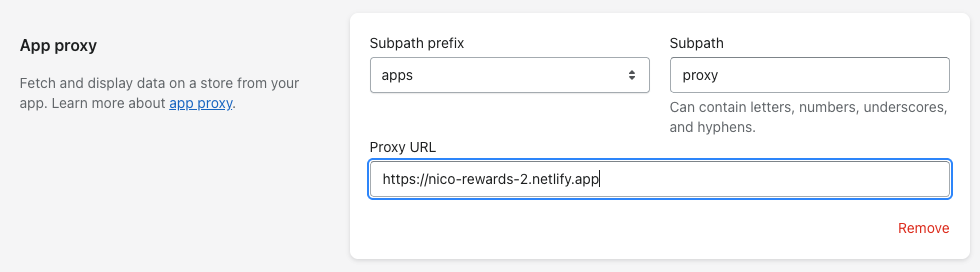 App proxy
Fetch and display data on a store from your
app. Learn more about app proxy.
Subpath prefix
apps
Subpath
proxy
Can contain letters, numbers, underscores,
and hyphens.
Proxy URL
https://nico-rewards-2.netlify.app
Remove